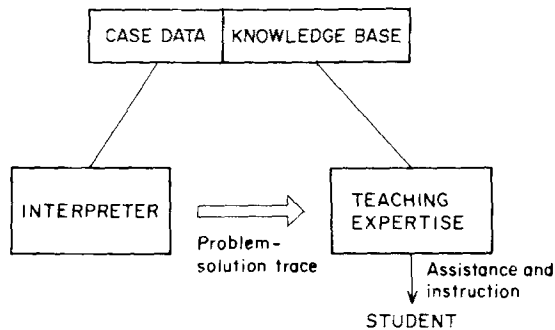 CASE DATA KNOWLEDGE BASE
INTERPRETER
Problem-
solution trace
TEACHING
EXPERTISE
Assistance and
instruction
STUDENT